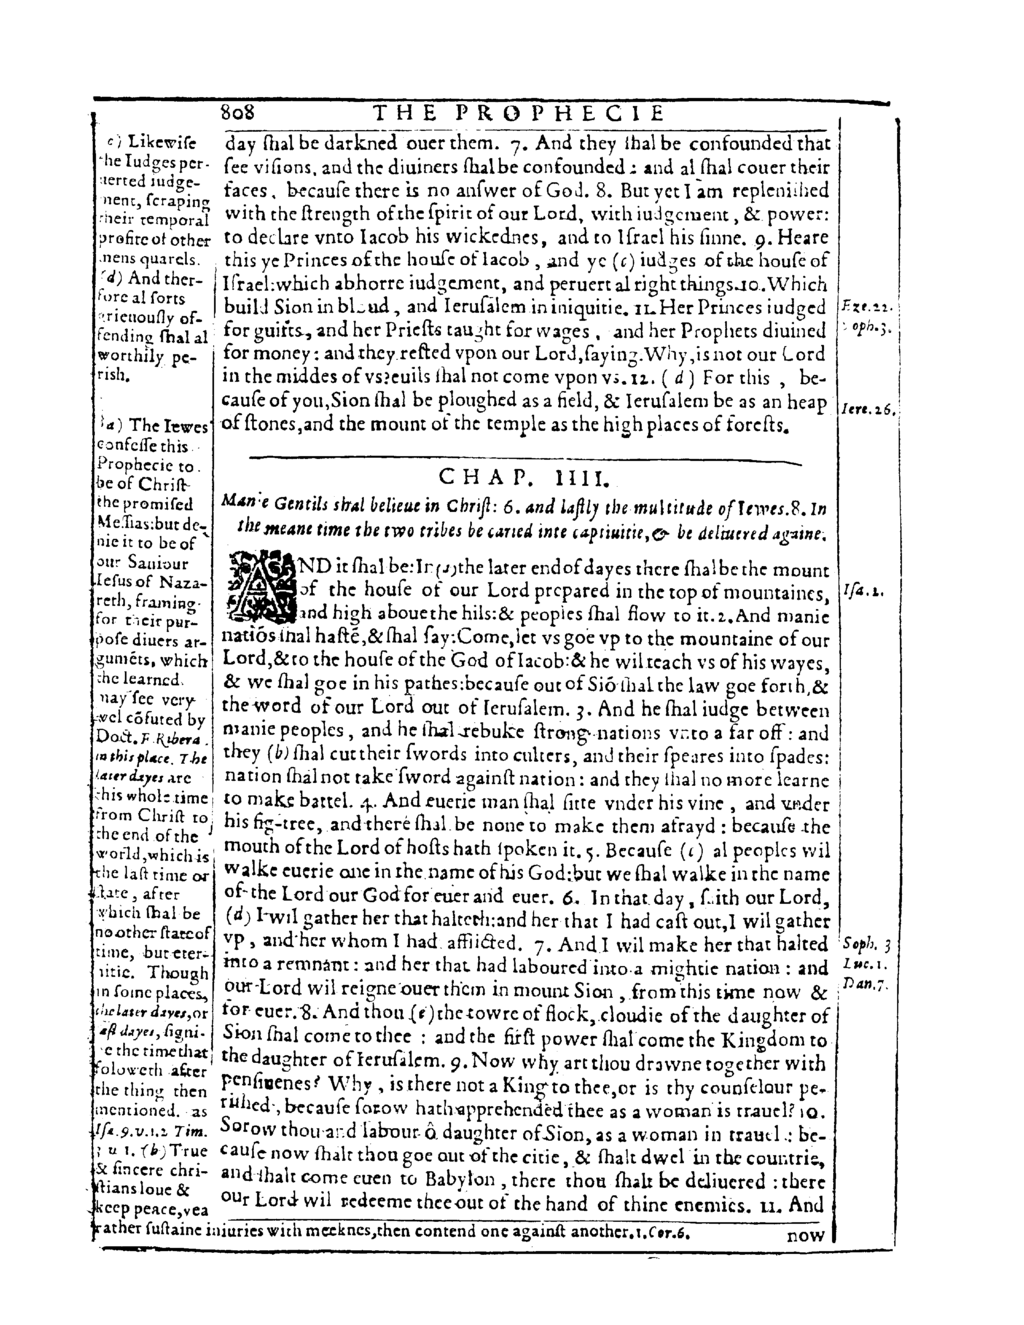 808 THE PROPHECIE
c) Likewiſe
the Iudges per-
uerted iudge-
ment, ſcraping
their temporal
profite of other
mens quarels.
(d) And ther-
fore al ſorts
grieuouſly of-
fending ſhal al
worthily pe-
riſh.
(a) The Iewes
confeſſe this
Prophecie to
be of Chriſt
the promiſed
Meſſias: but de-
nie it to be of
our Sauiour
Ieſus of Naza-
reth, framing
for their pur-
poſe diuers ar-
gumẽts, which
the learned
may ſee very
wel cõfuted by
Doct. F. Ribera.
in this place. The
later dayes are
this whole time
from Chriſt to
the end of the
world, which is
the laſt time or
ſtate, after
which ſhal be
no other ſtate of
time, but eter-
nitie. Though
in ſome places,
the later dayes, or
laſt dayes, ſigni-
fie the time that
foloweth after
the thing then
mentioned. as
Iſa.9.v.1.2 Tim.
3 v 1. (b) True
& ſincere chri-
ſtians loue &
keep peace, yea
rather ſuſtaine iniuries with meeknes, then contend one againſt another. 1. Cor. 6.
day ſhal be darkned ouer them. 7. And they ſhal be confounded that
ſee viſions, and the diuiners ſhal be confounded: and al ſhal couer their
faces, becauſe there is no anſwer of God. 8. But yet I am repleniſhed
with the ſtrength of the ſpirit of our Lord, with iudgement, & power:
to declare vnto Iacob his wickednes, and to Iſrael his ſinne. 9. Heare
this ye Princes of the houſe of Iacob, and ye (c) iudges of the houſe of
Iſrael: which abhorre iudgement, and peruert al right things. 10. Which
build Sion in bloud, and Ieruſalem in iniquitie. 11. Her Princes iudged
for guifts, and her Prieſts taught for wages, and her Prophets diuined
for money: and they reſted vpon our Lord, ſaying. Why, is not our Lord
in the middes of vs? euils ſhal not come vpon vs. 12. (d) For this, be-
cauſe of you, Sion ſhal be ploughed as a field, & Ieruſalem be as an heap
of ſtones, and the mount of the temple as the high places of foreſts.
CHAP. IIII.
Manie Gentils shal belieue in Chriſt: 6. and laſtly the multitude of Iewes. 8. In
the meane time the two tribes be caried into captiuitie, & be deliuered againe.
AND it ſhal be: In (a) the later end of dayes there ſhal be the mount
of the houſe of our Lord prepared in the top of mountaines,
and high aboue the hils: & peoples ſhal flow to it. 2. And manie
natiõs ſhal haſtẽ, & ſhal ſay: Come, let vs goe vp to the mountaine of our
Lord, & to the houſe of the God of Iacob: & he wil teach vs of his wayes,
& we ſhal goe in his pathes: becauſe out of Siõ ſhal the law goe forth, &
the word of our Lord out of Ieruſalem. 3. And he ſhal iudge between
manie peoples, and he ſhal rebuke ſtrong nations vnto a far off: and
they (b) ſhal cut their ſwords into culters, and their ſpeares into ſpades:
nation ſhal not take ſword againſt nation: and they ſhal no more learne
to make battel. 4. And euerie man ſhal ſitte vnder his vine, and vnder
his fig-tree, and there ſhal be none to make them afrayd: becauſe the
mouth of the Lord of hoſts hath ſpoken it. 5. Becauſe (c) al peoples wil
walke euerie one in the name of his God: but we ſhal walke in the name
of the Lord our God for euer and euer. 6. In that day, ſaith our Lord,
(d) I wil gather her that halteth: and her that I had caſt out, I wil gather
vp, and her whom I had afflicted. 7. And I wil make her that halted
into a remnant: and her that had laboured into a mightie nation: and
our Lord wil reigne ouer them in mount Sion, from this time now &
for euer. 8. And thou (e) the towre of flock, cloudie of the daughter of
Sion ſhal come to thee: and the firſt power ſhal come the Kingdom to
the daughter of Ieruſalem. 9. Now why art thou drawne together with
penſiuenes? Why, is there not a King to thee, or is thy counſelour pe-
riſhed, becauſe ſorow hath apprehended thee as a woman is trauel? 10.
Sorow thou and labour ô daughter of Sion, as a woman in trauel: be-
cauſe now ſhalt thou goe out of the citie, & ſhalt dwel in the countrie,
and ſhalt come euen to Babylon, there thou ſhalt be deliuered: there
our Lord wil redeeme thee out of the hand of thine enemies. 11. And
now
Eze.22.
Soph.3.
Iere.26.
Iſa.2.
Soph. 3
Luc.1.
Dan.7.